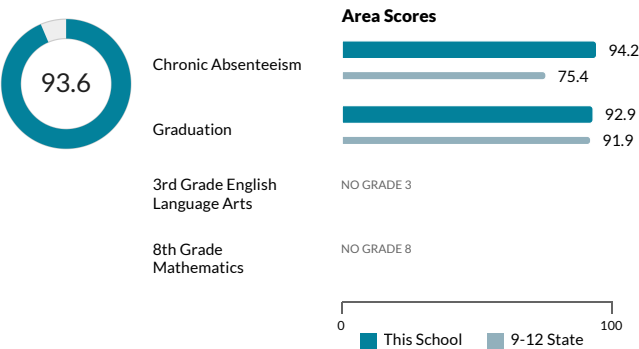 Area Scores
93.6
Chronic Absenteeism
94.2
75.4
Graduation
92.9
91.9
3rd Grade English
Language Arts
NO GRADE 3
8th Grade
Mathematics
NO GRADE 8
0
100
This School
9-12 State